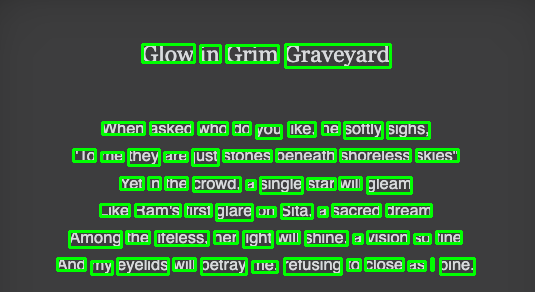 Glow in Grim Graveyard
When asked who do you like, he softly sighs,
"To me they are just stones beneath shoreless skies"
Yet in the crowd, a single star will gleam
Like Ram's first glare on Sita, a sacred dream
Among the lifeless, her light will shine, a vision so fine
And my eyelids will betray me, refusing to close as I pine.